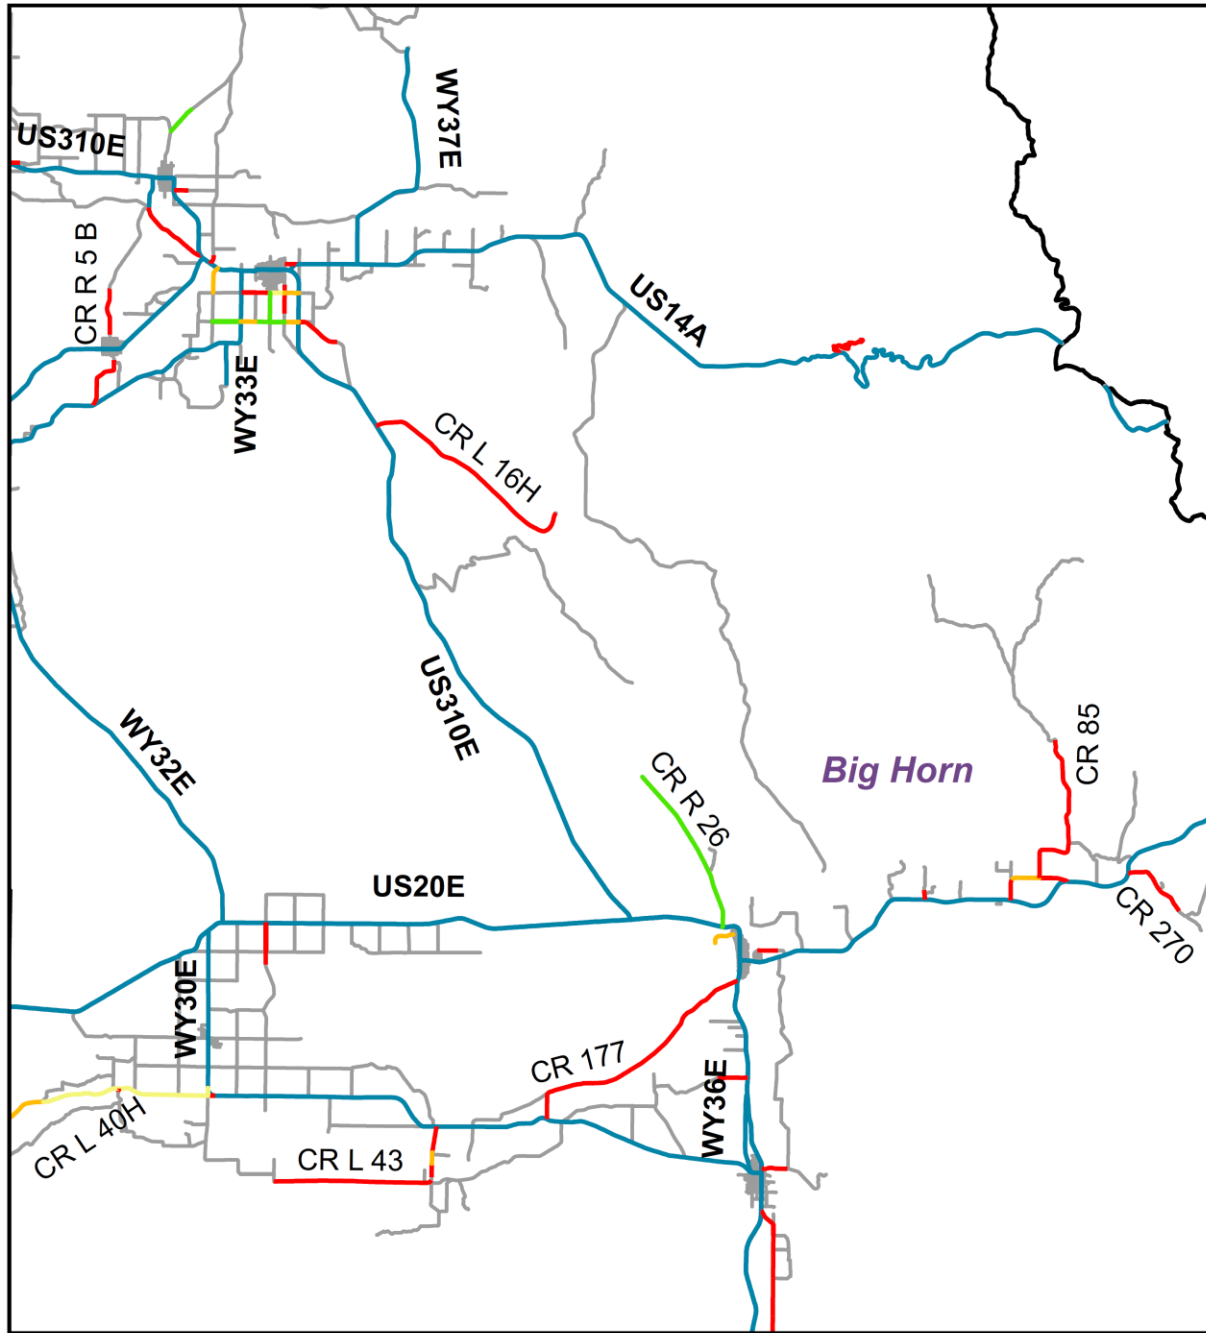 WY37E
US310E
CR R 5 B
US14A
WY33E
CR L 16H
US310E
WY32E
CR 85
Big Horn
CR R 26
US20E
CR 270
WY30E
CR 177
WY36E
CR L 40H
CR L 43